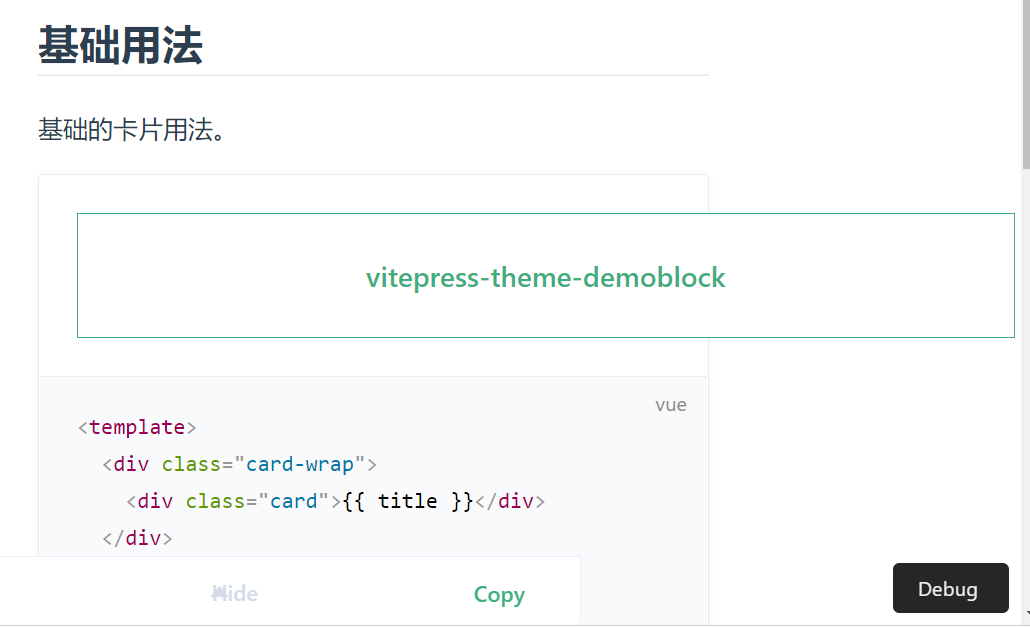 基础用法
基础的卡片用法。
vitepress-theme-demoblock
vue
<template>
<div class="card-wrap">
<div class="card">{{ title }}</div>
</div>
Hide
Copy
Debug